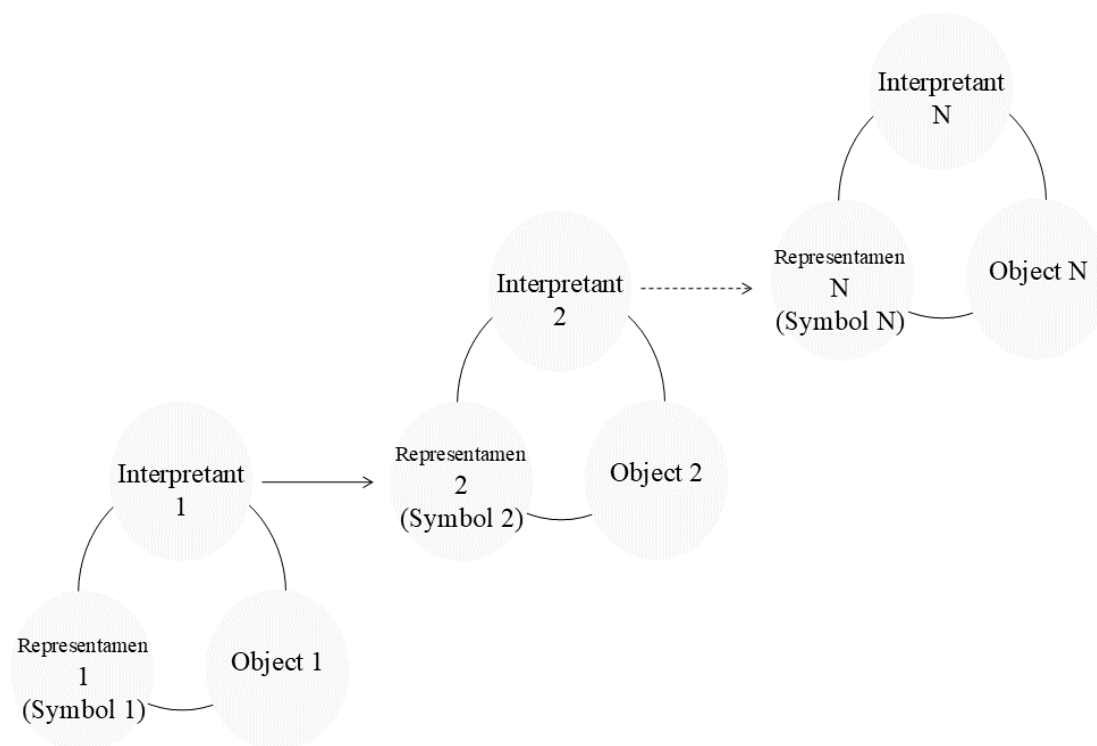 Interpretant
N
Representamen
N
(Symbol N)
Object N
Interpretant
2
Representamen
2
(Symbol 2)
Object 2
Interpretant
1
Representamen
1
(Symbol 1)
Object 1